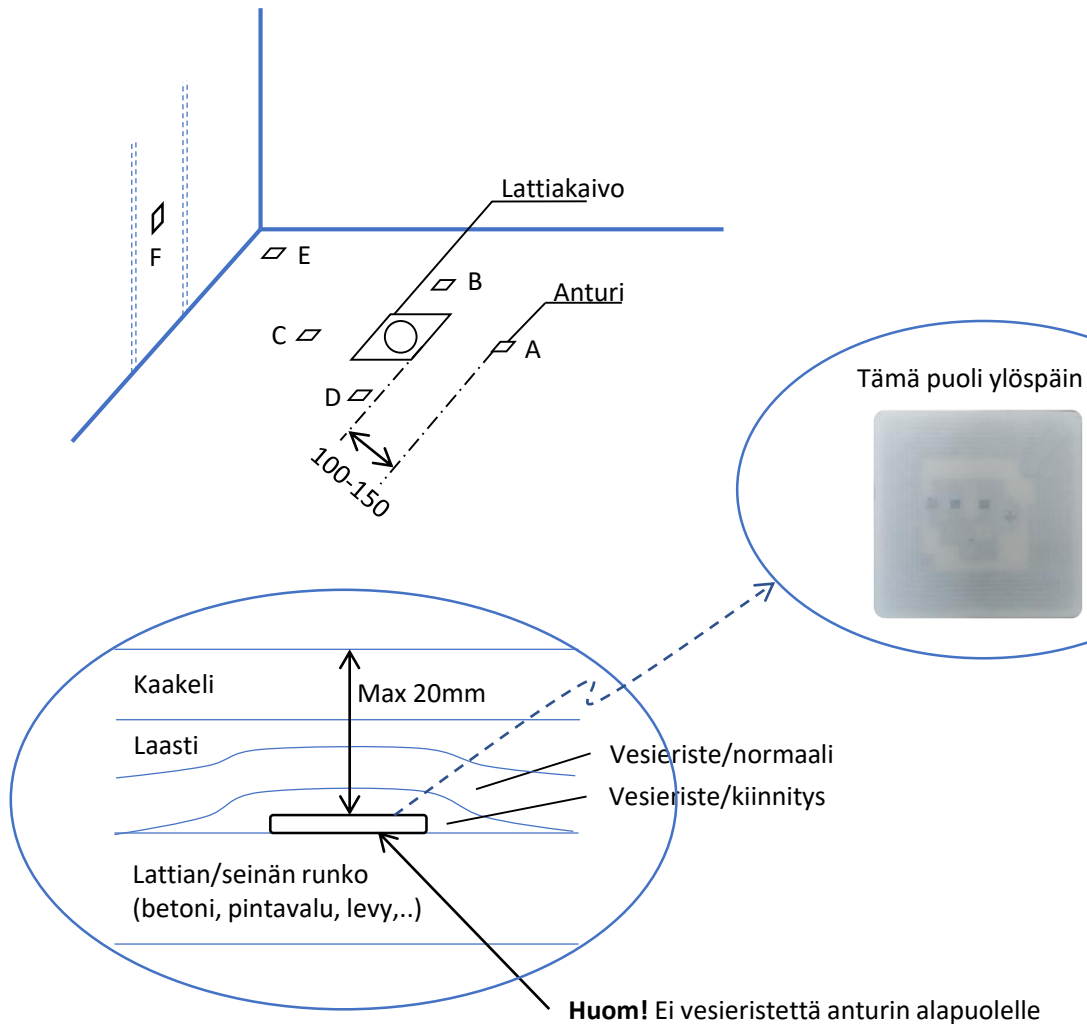 Lattiakaivo
F
E
B
Anturi
C
A
D
100-150
Tämä puoli ylöspäin
Kaakeli
Max 20mm
Laasti
Vesieriste/normaali
Vesieriste/kiinnitys
Lattian/seinän runko
(betoni, pintavalu, levy,..)
Huom! Ei vesieristettä anturin alapuolelle